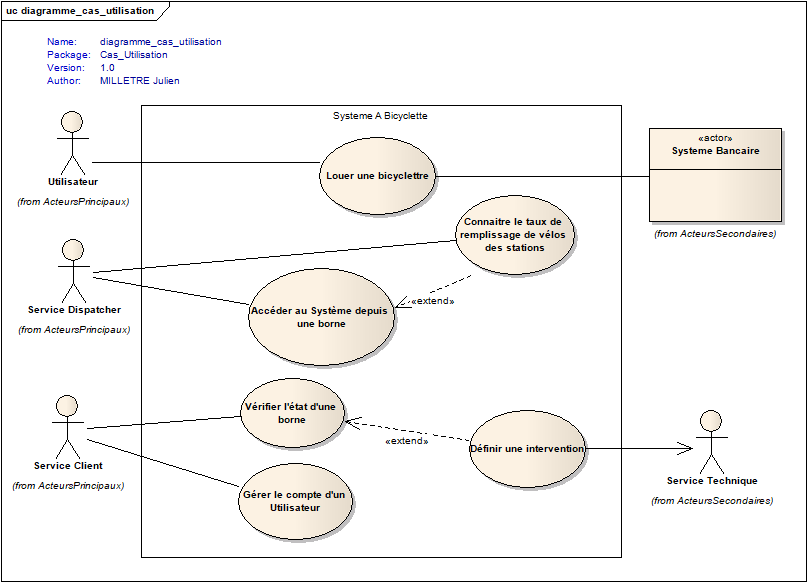 uc diagramme_cas_utilisation
Name: diagramme_cas_utilisation
Package: Cas_Utilisation
Version: 1.0
Author: MILLETRE Julien
Systeme A Bicyclette
Utilisateur
(from ActeursPrincipaux)
Louer une bicyclettre
«actor»
Systeme Bancaire
(from ActeursSecondaires)
Connaitre le taux de
remplissage de vélos
des stations
Service Dispatcher
(from ActeursPrincipaux)
«extend»
Accéder au Système depuis
une borne
Vérifier l'état d'une
borne
«extend»
Définir une intervention
Service Client
(from ActeursPrincipaux)
Gérer le compte d'un
Utilisateur
Service Technique
(from ActeursSecondaires)